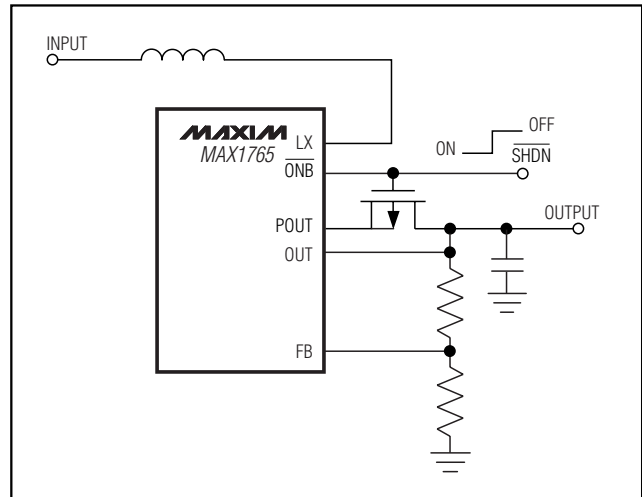 INPUT
MAXIM
MAX1765
LX
ONB
POUT
OUT
FB
ON
OFF
SHDN
OUTPUT